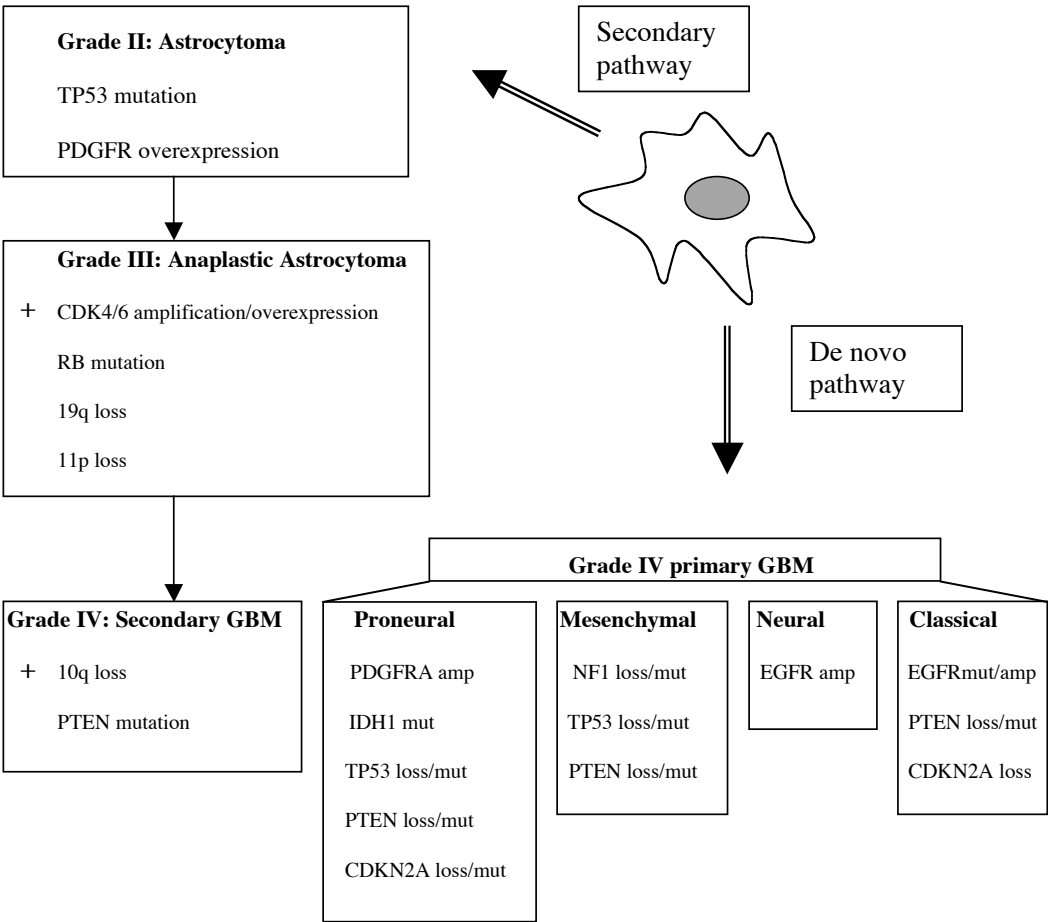 Grade II: Astrocytoma
TP53 mutation
PDGFR overexpression
Secondary
pathway
Grade III: Anaplastic Astrocytoma
+ CDK4/6 amplification/overexpression
RB mutation
19q loss
11p loss
De novo
pathway
Grade IV: Secondary GBM
+ 10q loss
PTEN mutation
Grade IV primary GBM
Proneural
PDGFRA amp
IDH1 mut
TP53 loss/mut
PTEN loss/mut
CDKN2A loss/mut
Mesenchymal
NF1 loss/mut
TP53 loss/mut
PTEN loss/mut
Neural
EGFR amp
Classical
EGFRmut/amp
PTEN loss/mut
CDKN2A loss